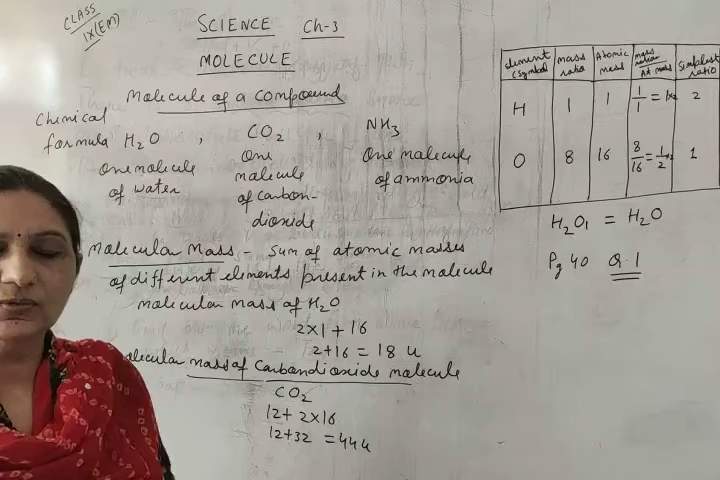 CLASS
IX(EM)
SCIENCE Ch-3
MOLECULE
Molecule of a compound
Chemical
formula H2O , CO2 , NH3
One molecule
of water
One
molecule
of carbon-
dioxide
One molecule
of ammonia
Molecular Mass - Sum of atomic masses
of different elements present in the molecule
molecular mass of H2O
2×1+16
2+16 = 18 u
olecular mass of Carbondioxide molecule
CO2
12+ 2×16
12+32 = 44u
Element (symbol) mass ratio Atomic mass mass ratio/At mass Simplest ratio
H 1 1 1/1 = 1×2 2
O 8 16 8/16 = 1/2×2 1
H2O1 = H2O
Pg 40 Q.1